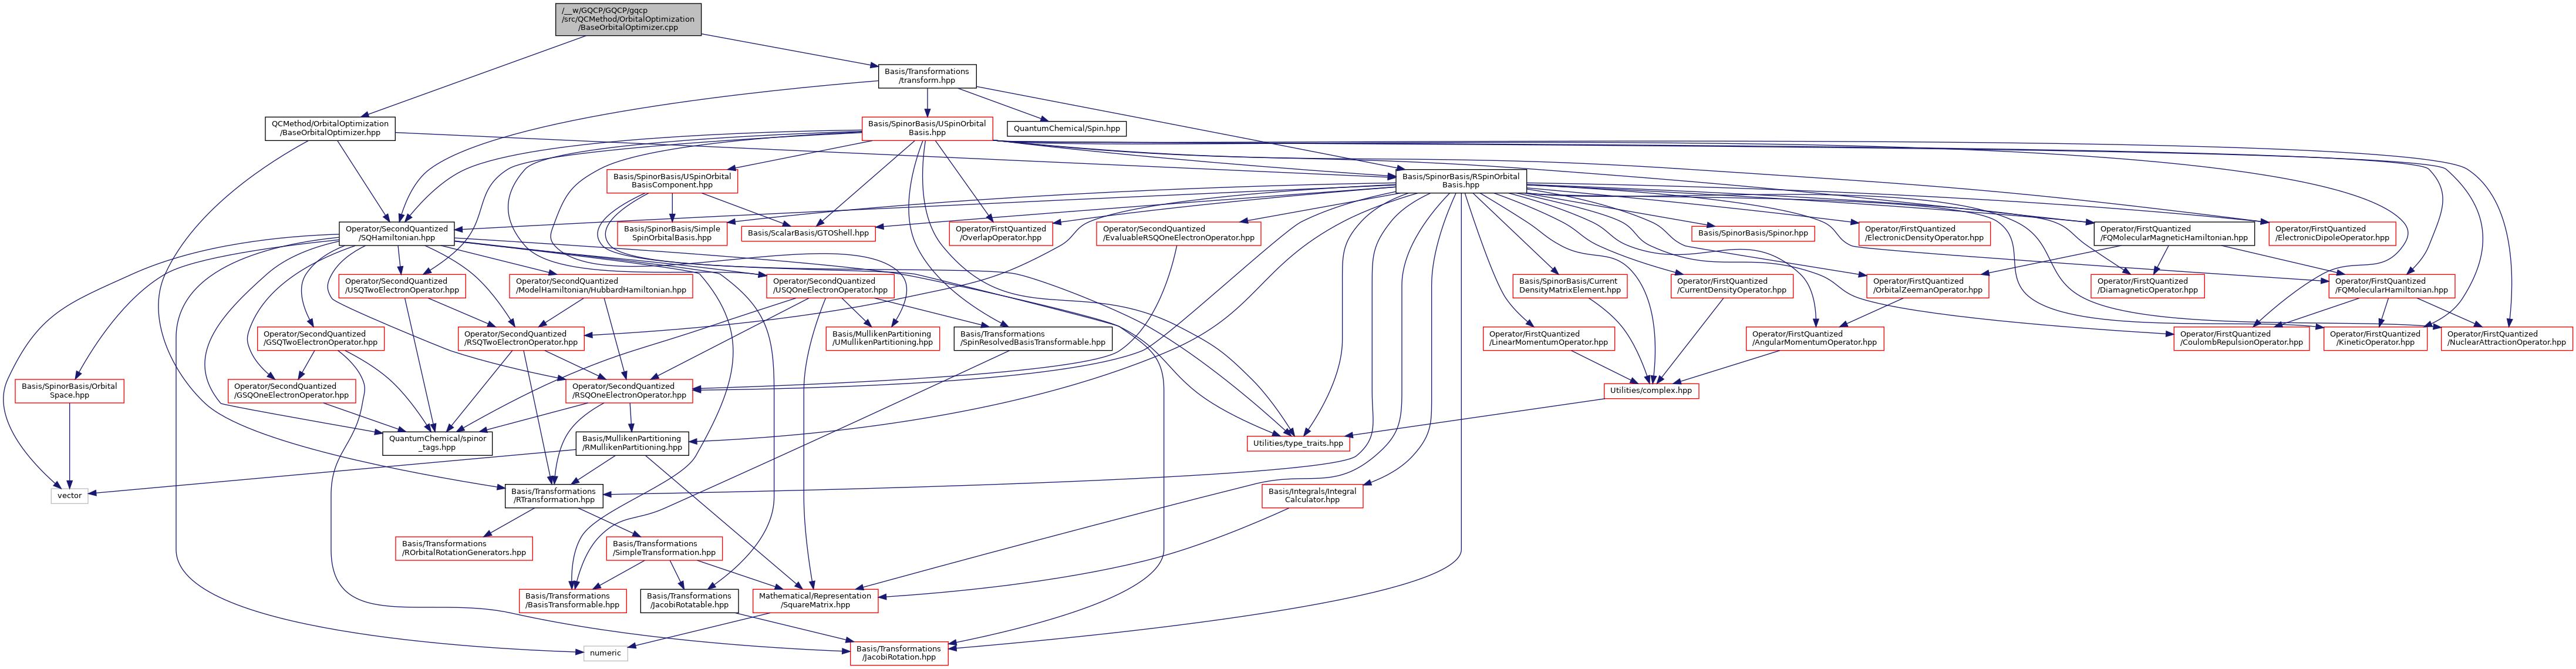 /__w/GQCP/GQCP/gqcp
/src/QCMethod/OrbitalOptimization
/BaseOrbitalOptimizer.cpp
Basis/Transformations
/transform.hpp
QCMethod/OrbitalOptimization
/BaseOrbitalOptimizer.hpp
Basis/SpinorBasis/USpinOrbital
Basis.hpp
QuantumChemical/Spin.hpp
Basis/SpinorBasis/USpinOrbital
BasisComponent.hpp
Basis/SpinorBasis/RSpinOrbital
Basis.hpp
Operator/SecondQuantized
/SQHamiltonian.hpp
Basis/SpinorBasis/Simple
SpinOrbitalBasis.hpp
Basis/ScalarBasis/GTOShell.hpp
Operator/FirstQuantized
/OverlapOperator.hpp
Operator/SecondQuantized
/EvaluableRSQOneElectronOperator.hpp
Basis/SpinorBasis/Spinor.hpp
Operator/FirstQuantized
/ElectronicDensityOperator.hpp
Operator/FirstQuantized
/FQMolecularMagneticHamiltonian.hpp
Operator/FirstQuantized
/ElectronicDipoleOperator.hpp
Operator/SecondQuantized
/USQTwoElectronOperator.hpp
Operator/SecondQuantized
/ModelHamiltonian/HubbardHamiltonian.hpp
Operator/SecondQuantized
/USQOneElectronOperator.hpp
Basis/SpinorBasis/Current
DensityMatrixElement.hpp
Operator/FirstQuantized
/CurrentDensityOperator.hpp
Operator/FirstQuantized
/OrbitalZeemanOperator.hpp
Operator/FirstQuantized
/DiamagneticOperator.hpp
Operator/FirstQuantized
/FQMolecularHamiltonian.hpp
Operator/SecondQuantized
/GSQTwoElectronOperator.hpp
Operator/SecondQuantized
/RSQTwoElectronOperator.hpp
Basis/MullikenPartitioning
/UMullikenPartitioning.hpp
Basis/Transformations
/SpinResolvedBasisTransformable.hpp
Operator/FirstQuantized
/LinearMomentumOperator.hpp
Operator/FirstQuantized
/AngularMomentumOperator.hpp
Operator/FirstQuantized
/CoulombRepulsionOperator.hpp
Operator/FirstQuantized
/KineticOperator.hpp
Operator/FirstQuantized
/NuclearAttractionOperator.hpp
Basis/SpinorBasis/Orbital
Space.hpp
Operator/SecondQuantized
/GSQOneElectronOperator.hpp
Operator/SecondQuantized
/RSQOneElectronOperator.hpp
Utilities/complex.hpp
QuantumChemical/spinor
_tags.hpp
Basis/MullikenPartitioning
/RMullikenPartitioning.hpp
Utilities/type_traits.hpp
vector
Basis/Transformations
/RTransformation.hpp
Basis/Integrals/Integral
Calculator.hpp
Basis/Transformations
/ROrbitalRotationGenerators.hpp
Basis/Transformations
/SimpleTransformation.hpp
Basis/Transformations
/BasisTransformable.hpp
Basis/Transformations
/JacobiRotatable.hpp
Mathematical/Representation
/SquareMatrix.hpp
numeric
Basis/Transformations
/JacobiRotation.hpp